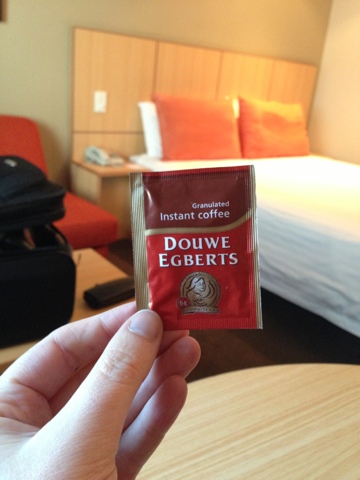 Granulated
Instant coffee
DOUWE
EGBERTS